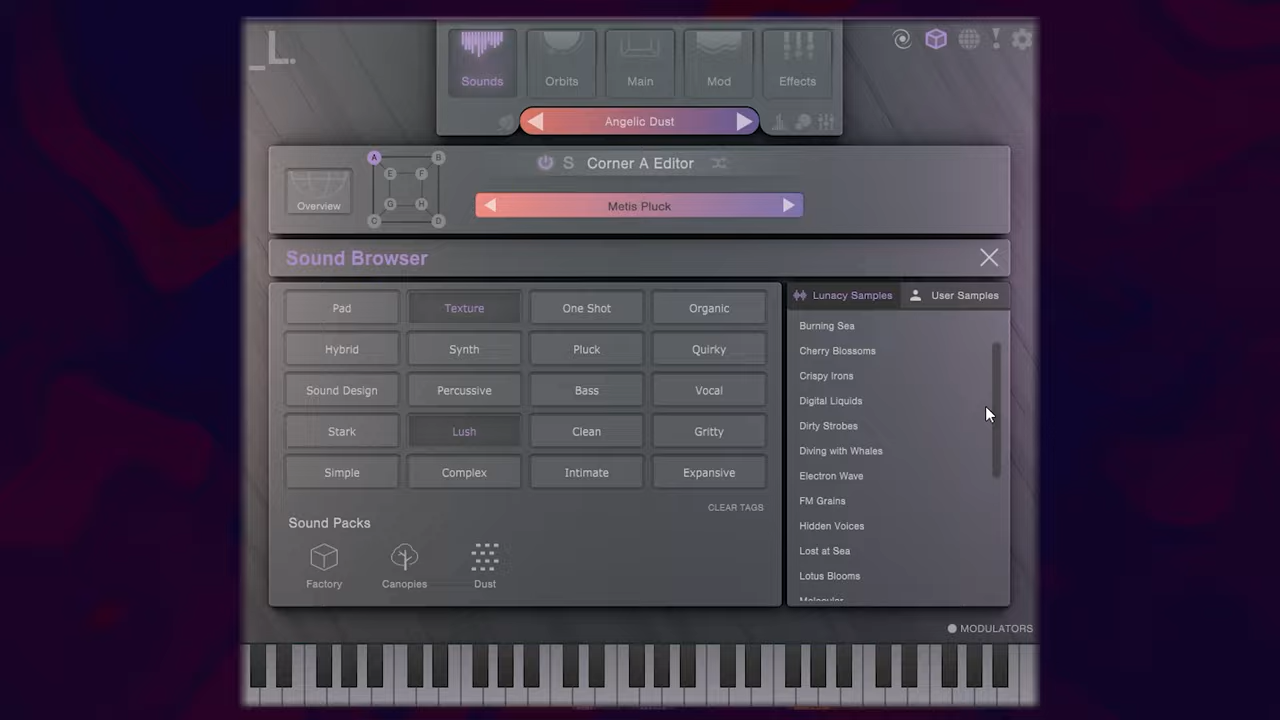 _L.
Sounds Orbits Main Mod Effects
Angelic Dust
A B
E F
G H
C D
Overview
S Corner A Editor
Metis Pluck
Sound Browser
Pad Texture One Shot Organic
Hybrid Synth Pluck Quirky
Sound Design Percussive Bass Vocal
Stark Lush Clean Gritty
Simple Complex Intimate Expansive
CLEAR TAGS
Sound Packs
Factory Canopies Dust
Lunacy Samples User Samples
Burning Sea
Cherry Blossoms
Crispy Irons
Digital Liquids
Dirty Strobes
Diving with Whales
Electron Wave
FM Grains
Hidden Voices
Lost at Sea
Lotus Blooms
Molecular
MODULATORS